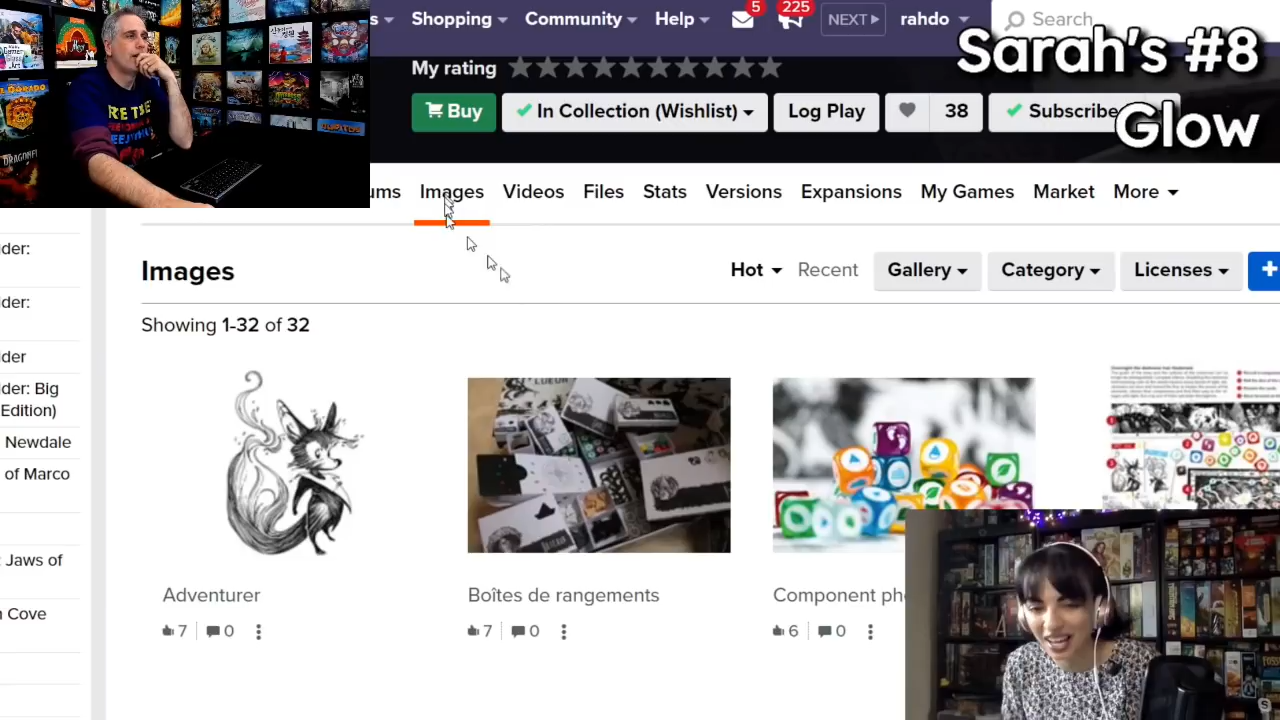 Shopping Community Help 5 225 NEXT rahdo Search
My rating
Sarah's #8
Buy In Collection (Wishlist) Log Play 38 Subscribe
Glow
Images Videos Files Stats Versions Expansions My Games Market More
Images
Hot Recent Gallery Category Licenses +
Showing 1-32 of 32
der:
der:
der
der: Big
Edition)
Newdale
of Marco
Jaws of
Cove
Adventurer
7 0
Boîtes de rangements
7 0
Component
6 0